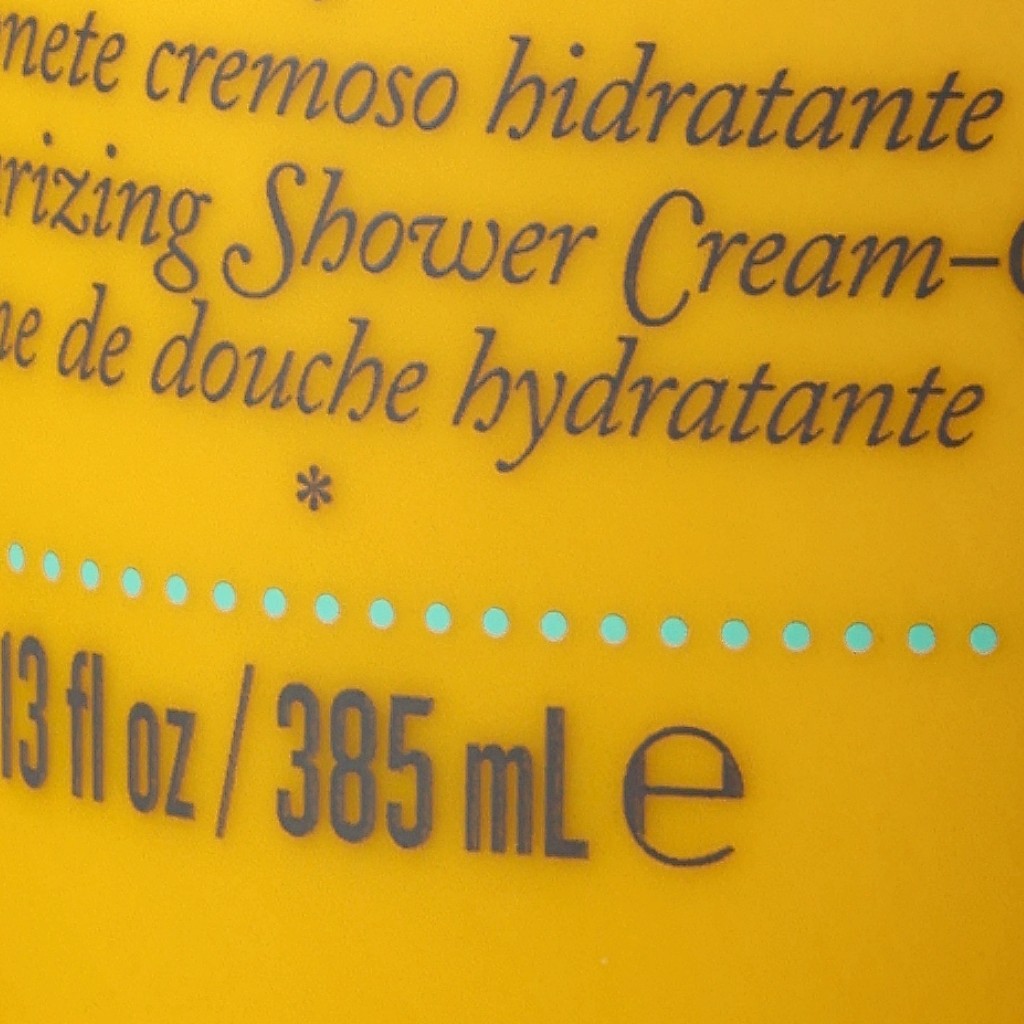 nete cremoso hidratante
rizing Shower Cream-
ne de douche hydratante
*
13 fl oz / 385 mL e